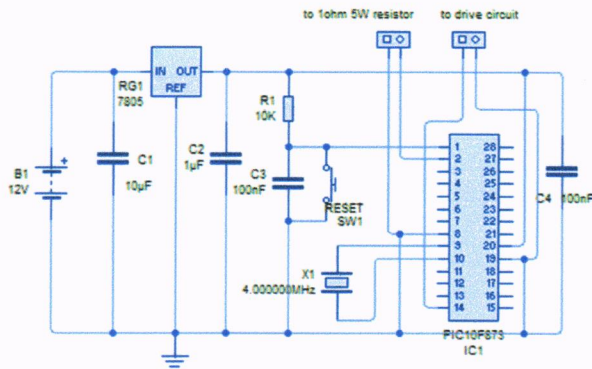 to 1ohm 5W resistor
to drive circuit
IN OUT
REF
RG1
7805
R1
10K
B1
12V
C1
10µF
C2
1µF
C3
100nF
RESET
SW1
X1
4.000000MHz
C4
100nF
1 28
2 27
3 26
4 25
5 24
6 23
7 22
8 21
9 20
10 19
11 18
12 17
13 16
14 15
PIC10F873
IC1